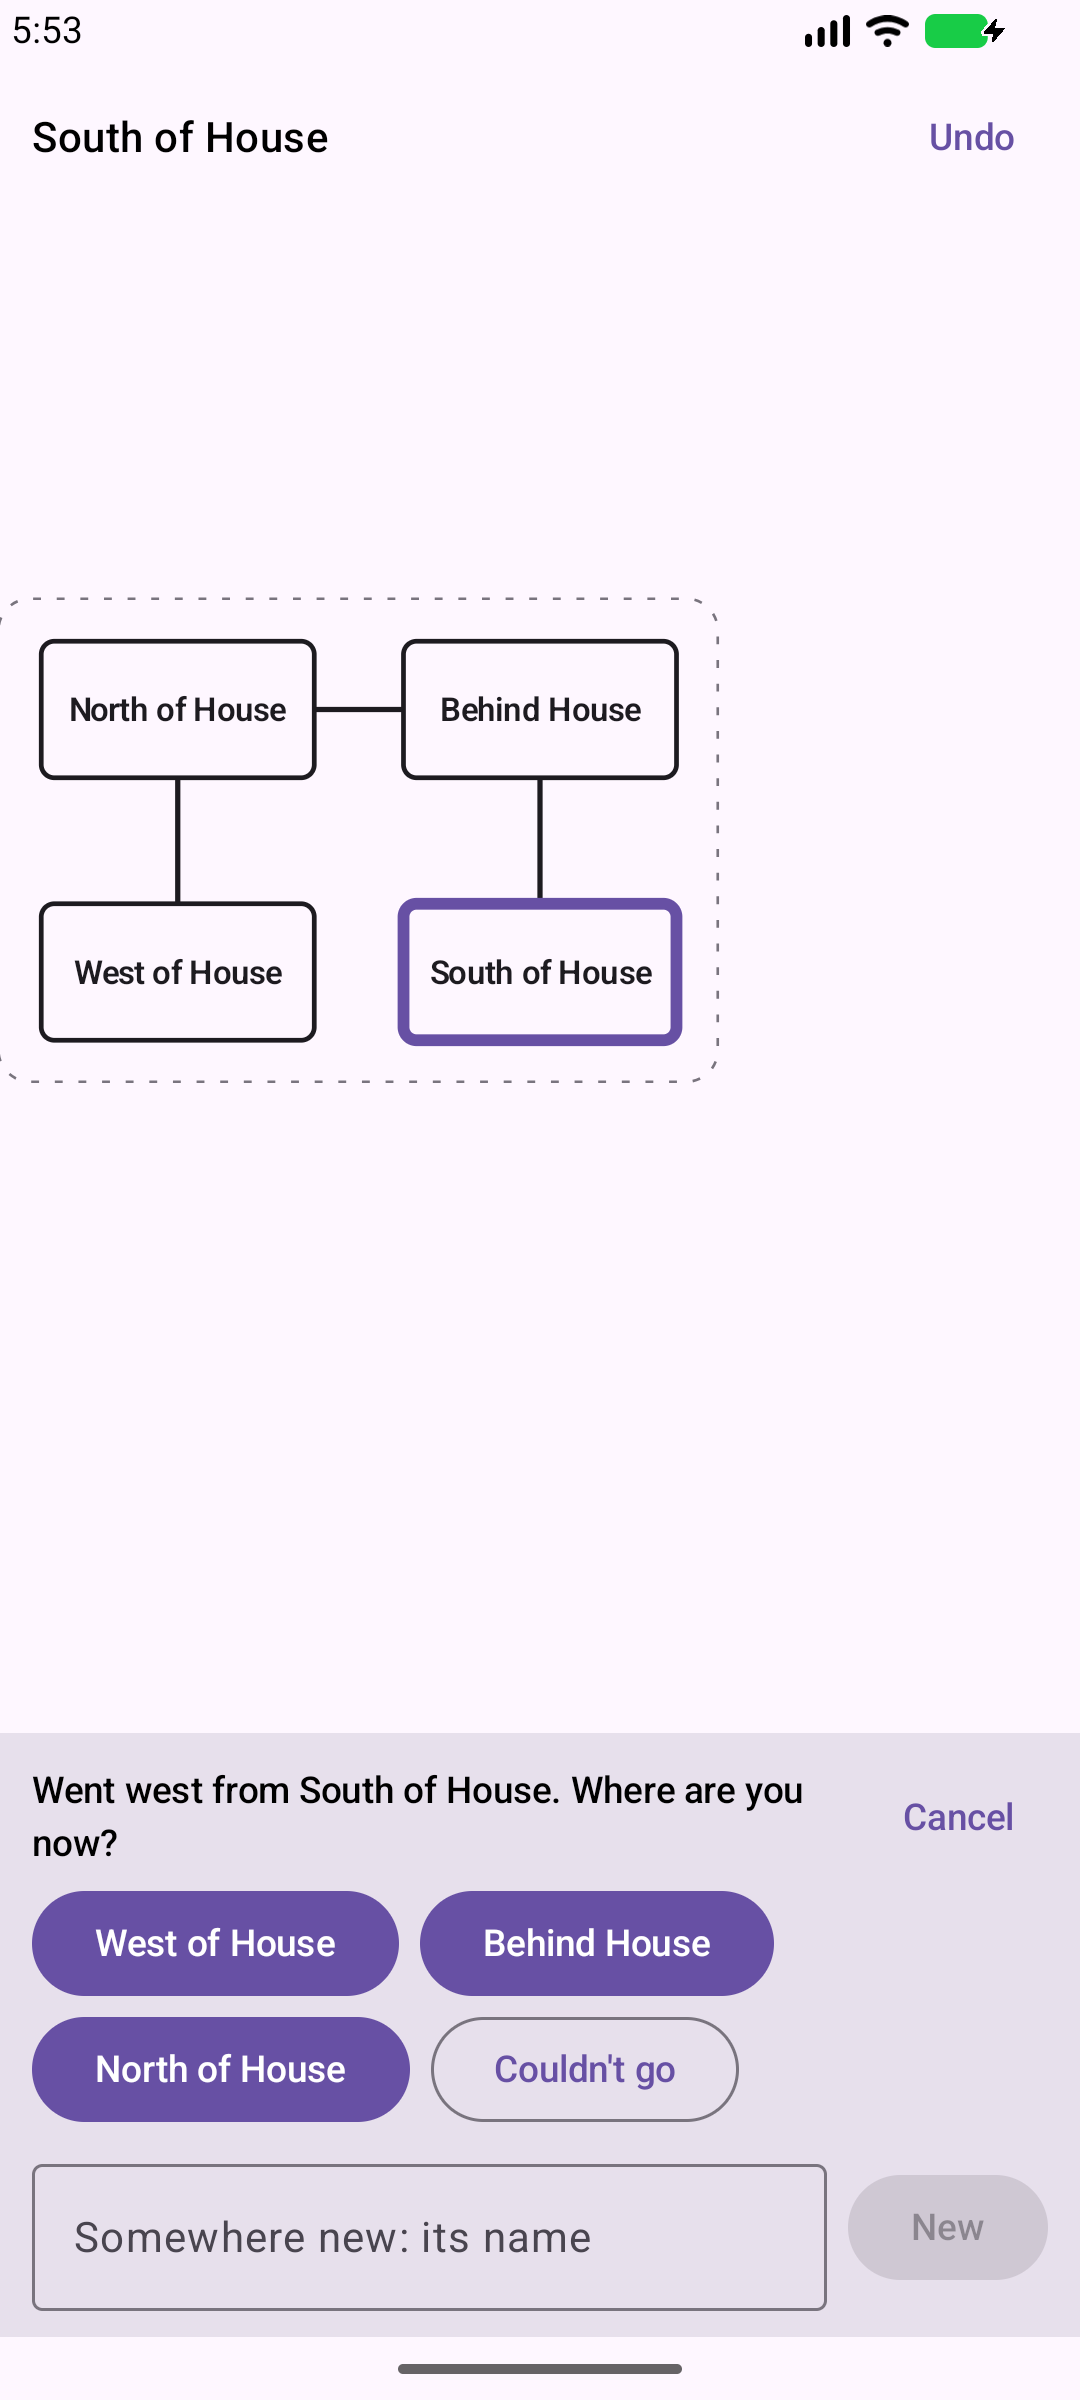 5:53
South of House
Undo
North of House
Behind House
West of House
South of House
Went west from South of House. Where are you
now?
Cancel
West of House
Behind House
North of House
Couldn't go
Somewhere new: its name
New